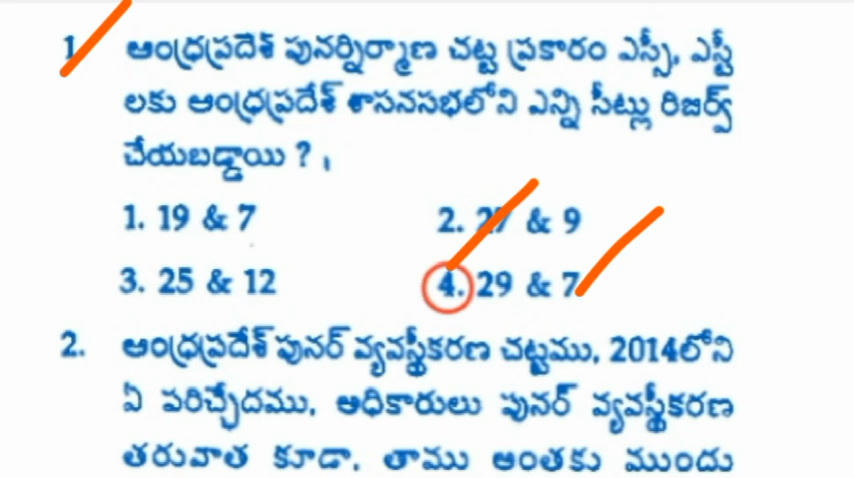 1. ఆంధ్రప్రదేశ్ పునర్నిర్మాణ చట్ట ప్రకారం ఎస్సీ, ఎస్టీ
లకు ఆంధ్రప్రదేశ్ శాసనసభలోని ఎన్ని సీట్లు రిజర్వ్
చేయబడ్డాయి ?
1. 19 & 7 2. 27 & 9
3. 25 & 12 4. 29 & 7
2. ఆంధ్రప్రదేశ్ పునర్ వ్యవస్థీకరణ చట్టము, 2014లోని
ఏ పరిచ్ఛేదము, అధికారులు పునర్ వ్యవస్థీకరణ
తరువాత కూడా, తాము అంతకు ముందు